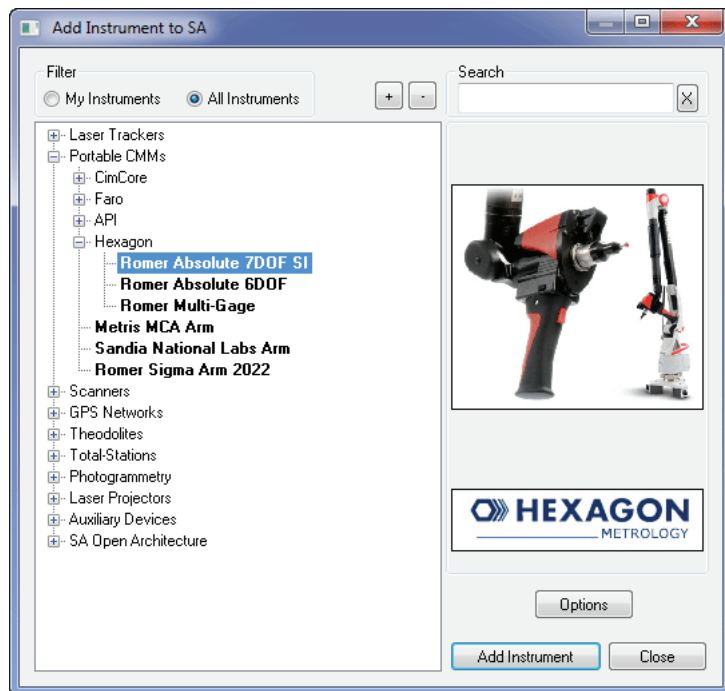 Add Instrument to SA
Filter
My Instruments
All Instruments
+
-
Search
X
Laser Trackers
Portable CMMs
CimCore
Faro
API
Hexagon
Romer Absolute 7DOF SI
Romer Absolute 6DOF
Romer Multi-Gage
Metris MCA Arm
Sandia National Labs Arm
Romer Sigma Arm 2022
Scanners
GPS Networks
Theodolites
Total-Stations
Photogrammetry
Laser Projectors
Auxiliary Devices
SA Open Architecture
HEXAGON
METROLOGY
Options
Add Instrument
Close